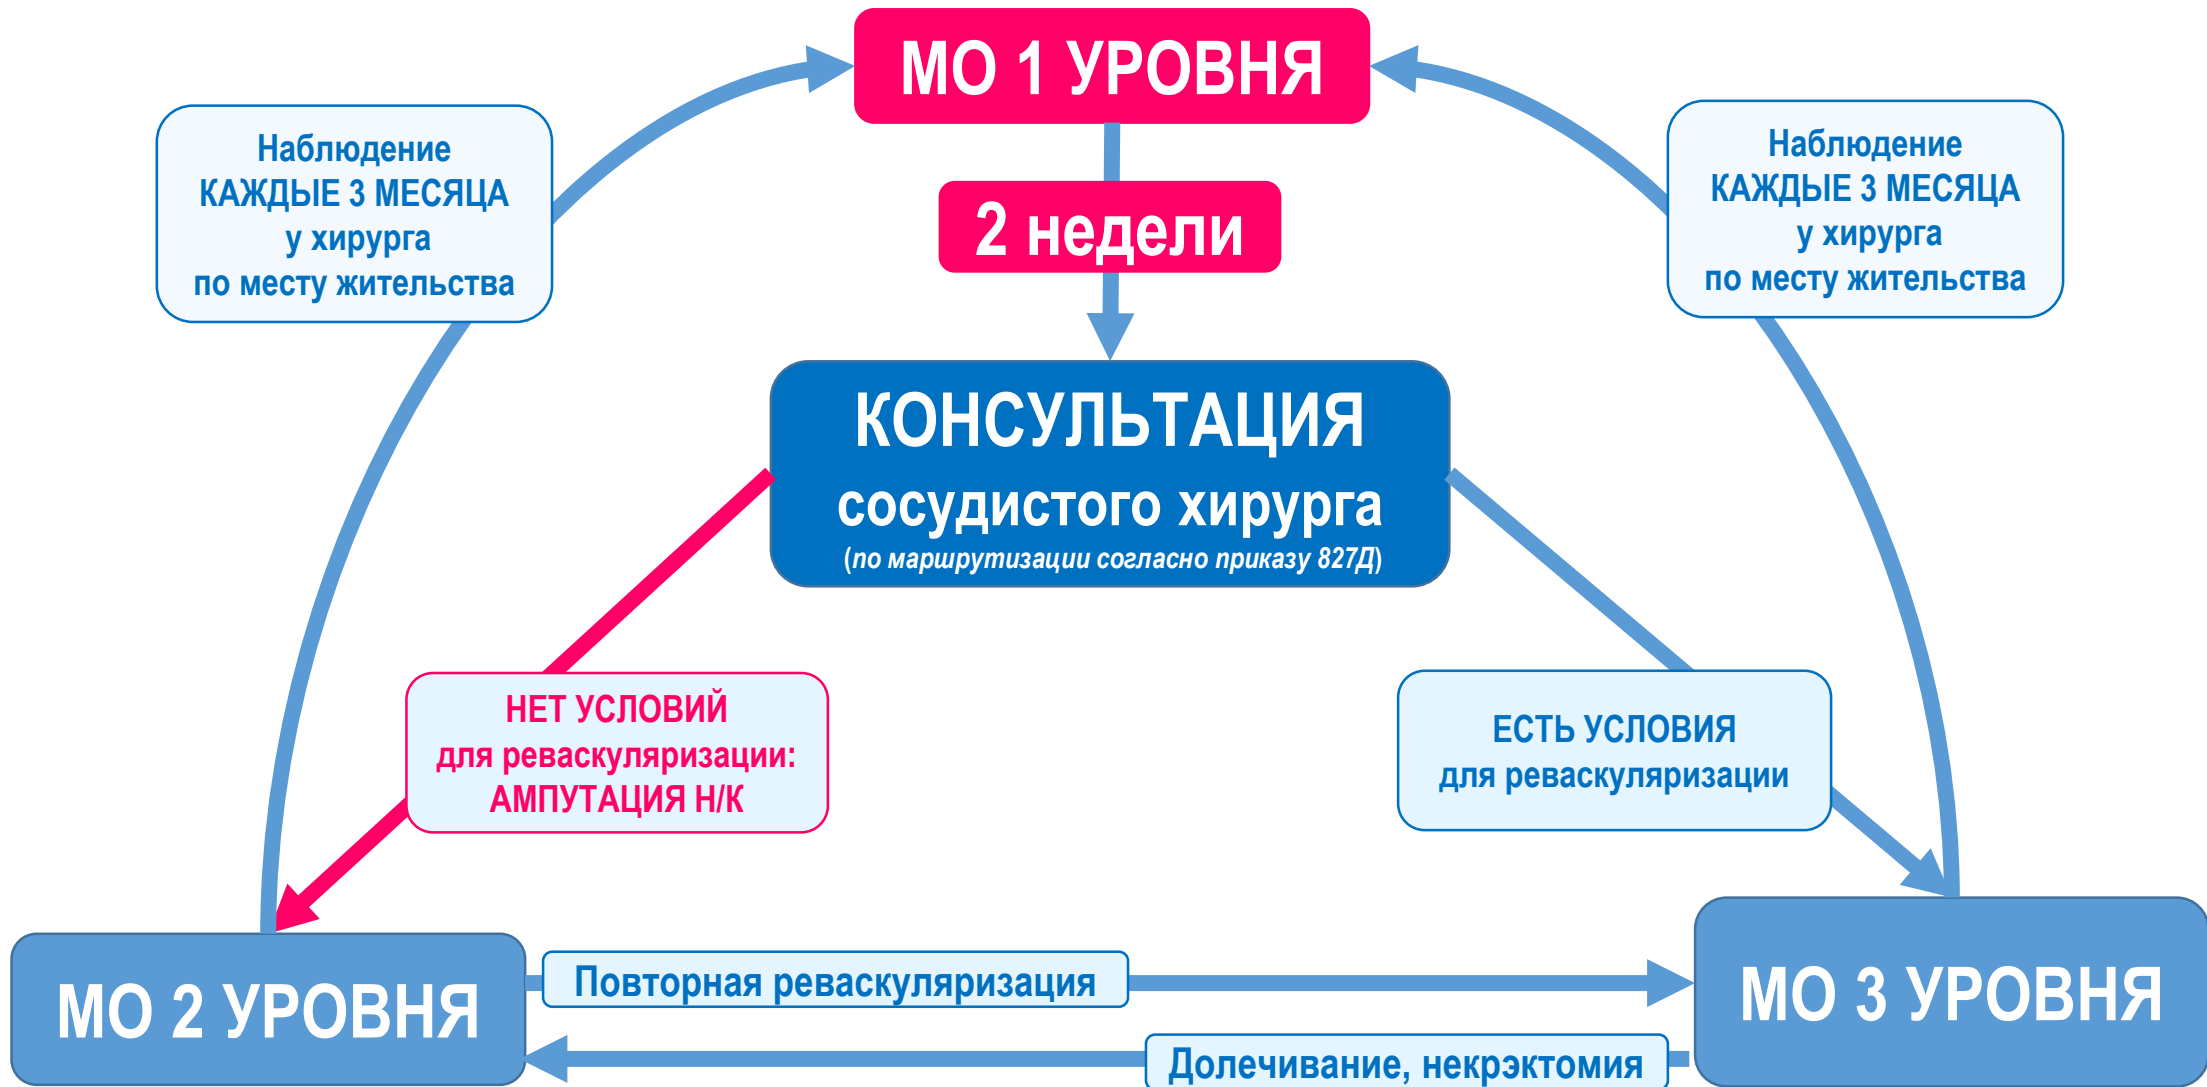 МО 1 УРОВНЯ
Наблюдение
КАЖДЫЕ 3 МЕСЯЦА
у хирурга
по месту жительства
2 недели
Наблюдение
КАЖДЫЕ 3 МЕСЯЦА
у хирурга
по месту жительства
КОНСУЛЬТАЦИЯ
сосудистого хирурга
(по маршрутизации согласно приказу 827Д)
НЕТ УСЛОВИЙ
для реваскуляризации:
АМПУТАЦИЯ Н/К
ЕСТЬ УСЛОВИЯ
для реваскуляризации
МО 2 УРОВНЯ
Повторная реваскуляризация
МО 3 УРОВНЯ
Долечивание, некрэктомия